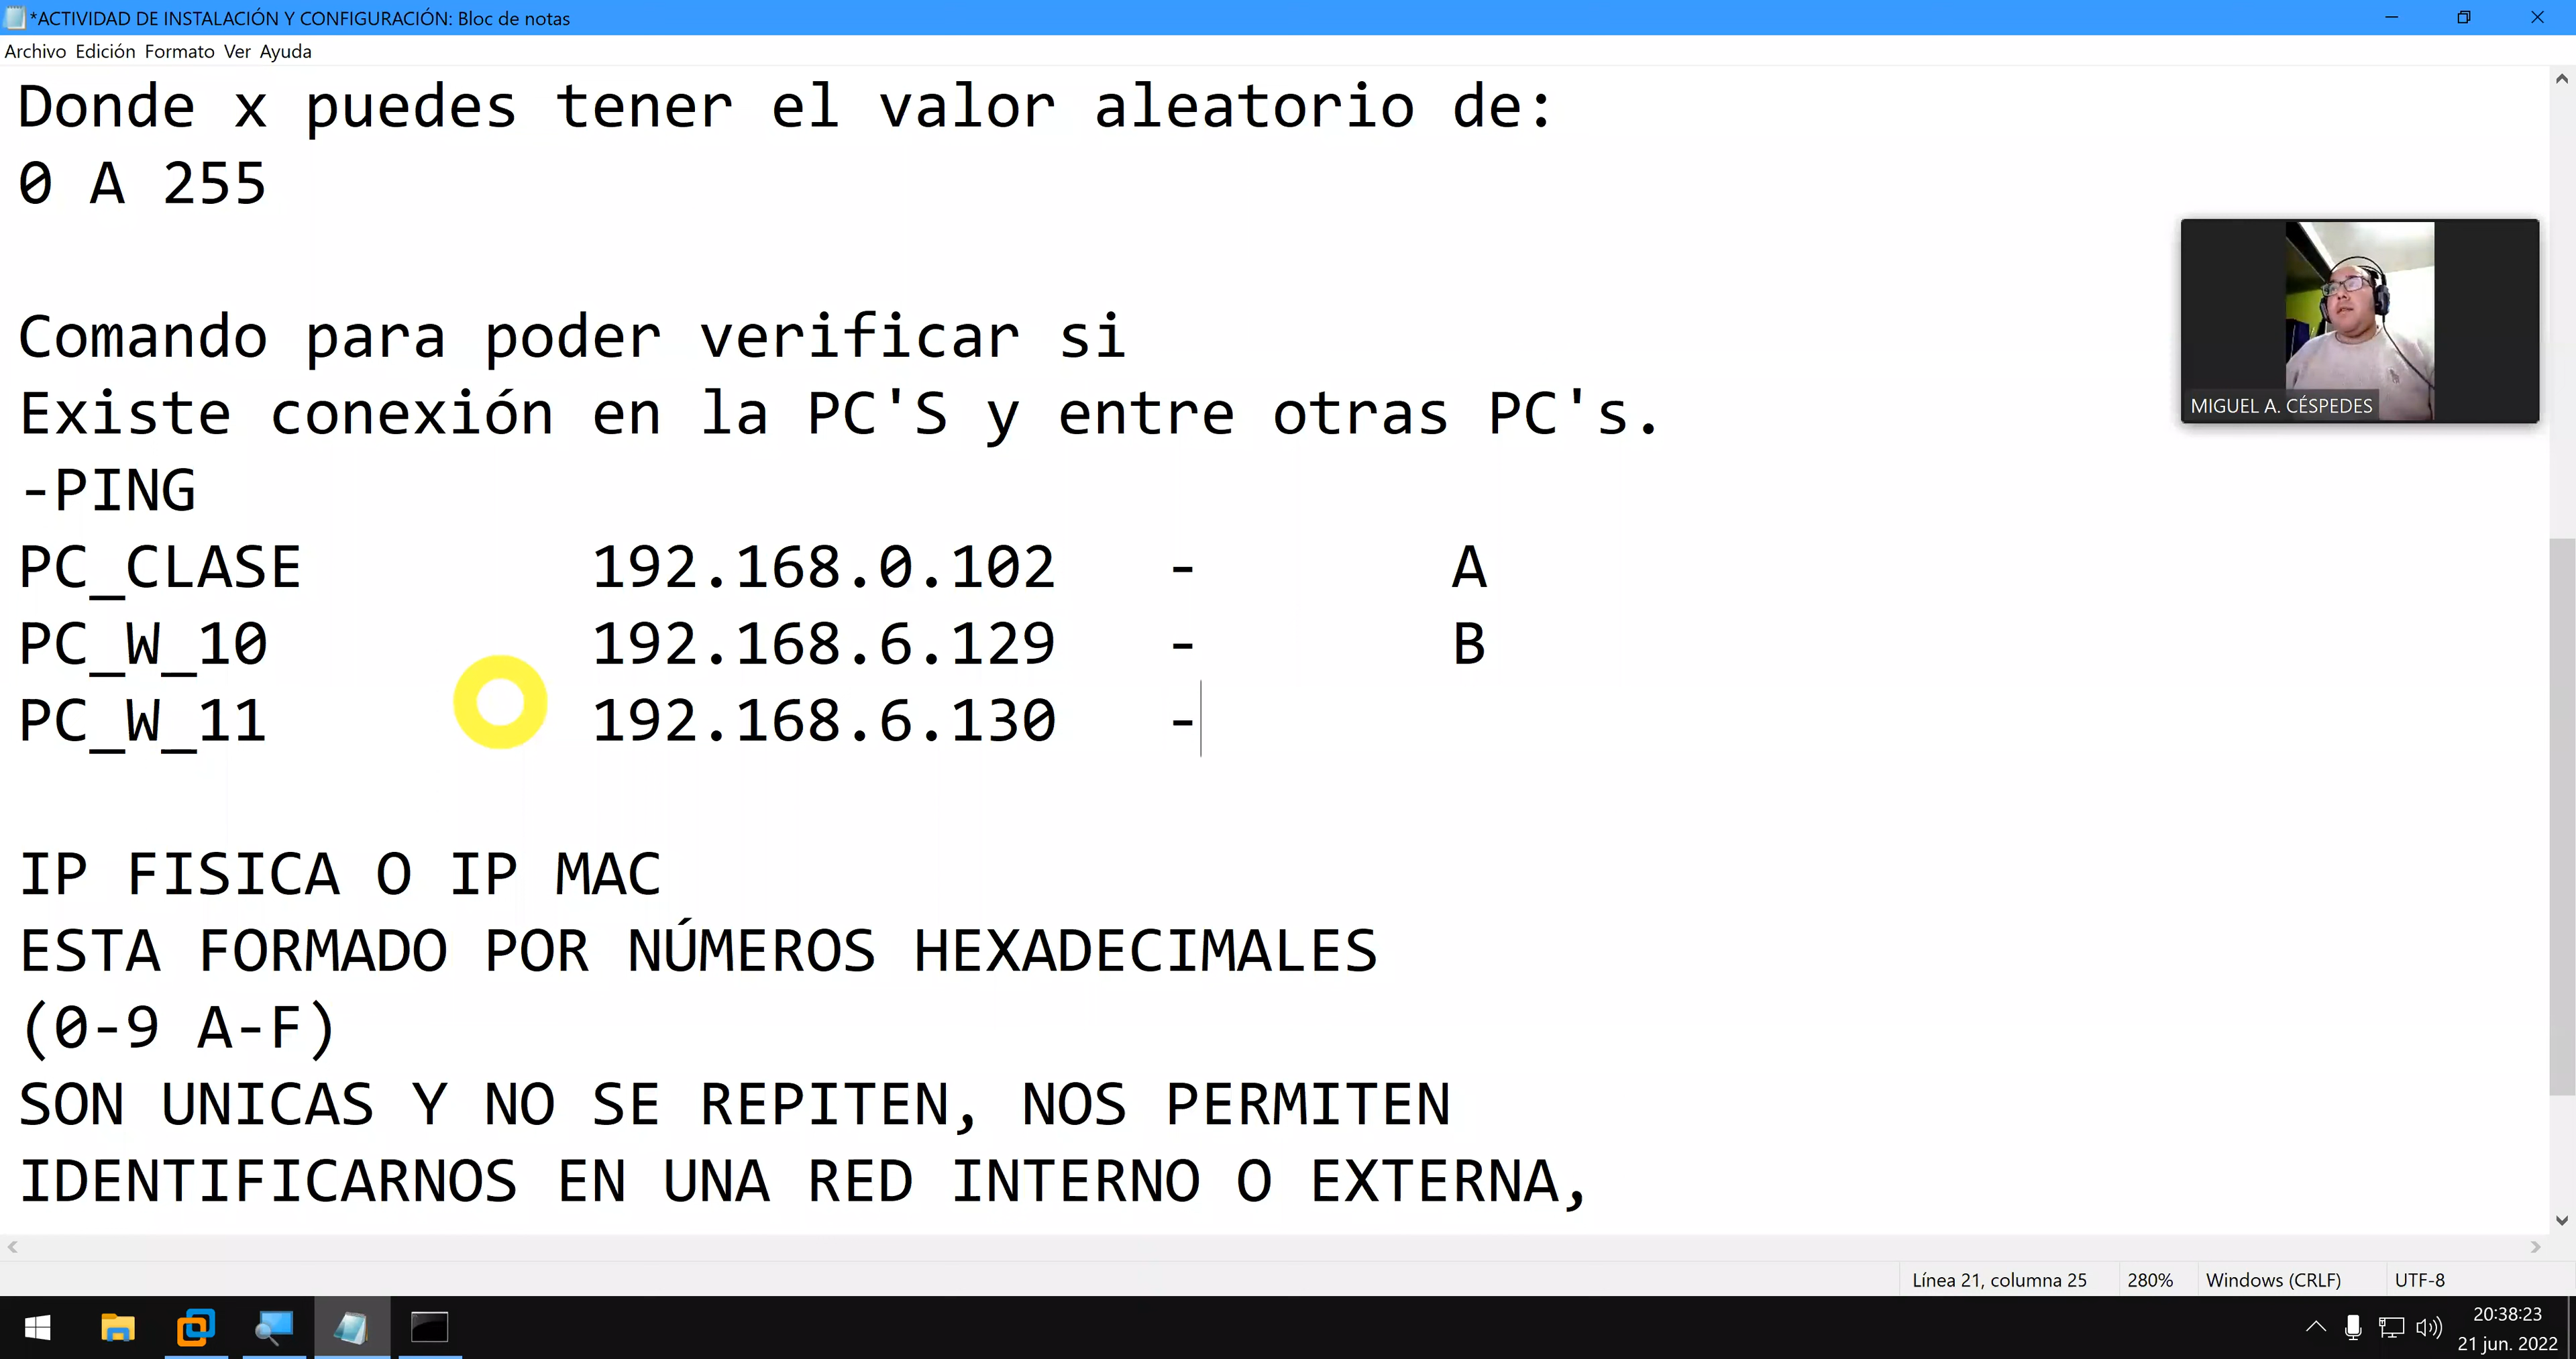 *ACTIVIDAD DE INSTALACIÓN Y CONFIGURACIÓN: Bloc de notas
Archivo Edición Formato Ver Ayuda
Donde x puedes tener el valor aleatorio de:
0 A 255
Comando para poder verificar si
Existe conexión en la PC'S y entre otras PC's.
-PING
PC_CLASE 192.168.0.102 - A
PC_W_10 192.168.6.129 - B
PC_W_11 192.168.6.130 -
IP FISICA O IP MAC
ESTA FORMADO POR NÚMEROS HEXADECIMALES
(0-9 A-F)
SON UNICAS Y NO SE REPITEN, NOS PERMITEN
IDENTIFICARNOS EN UNA RED INTERNO O EXTERNA,
MIGUEL A. CÉSPEDES
Línea 21, columna 25 280% Windows (CRLF) UTF-8
20:38:23
21 jun. 2022